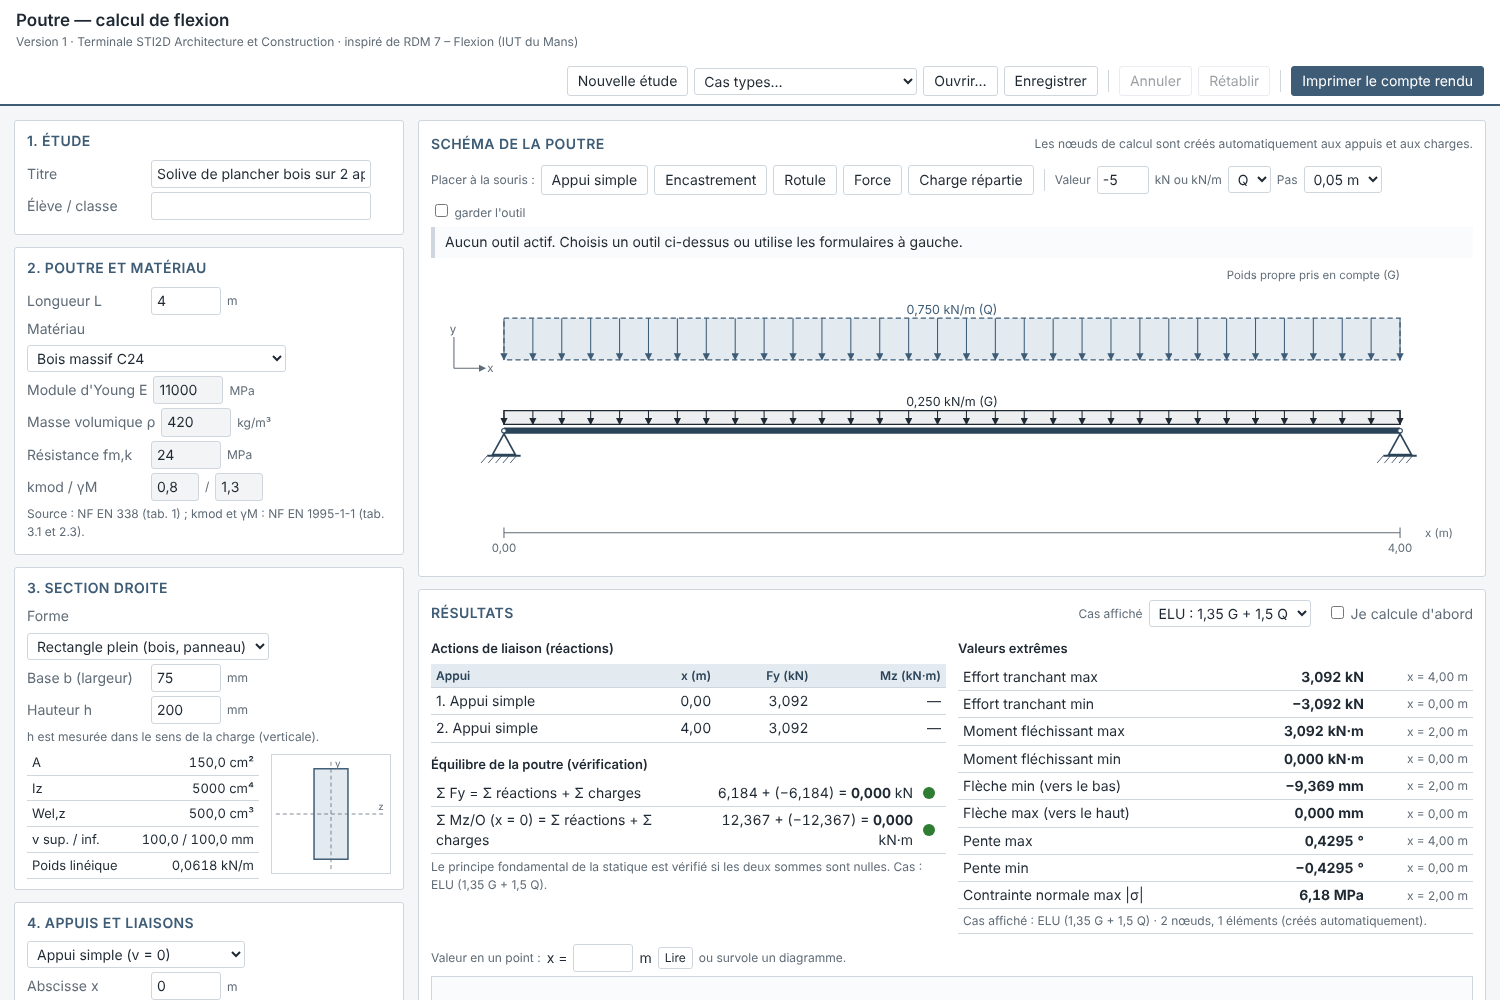 Poutre — calcul de flexion
Version 1 · Terminale STI2D Architecture et Construction · inspiré de RDM 7 – Flexion (IUT du Mans)
Nouvelle étude Cas types... Ouvrir... Enregistrer Annuler Rétablir Imprimer le compte rendu
1. ÉTUDE
Titre Solive de plancher bois sur 2 ap
Élève / classe
2. POUTRE ET MATÉRIAU
Longueur L 4 m
Matériau
Bois massif C24
Module d'Young E 11000 MPa
Masse volumique ρ 420 kg/m³
Résistance fm,k 24 MPa
kmod / γM 0,8 / 1,3
Source : NF EN 338 (tab. 1) ; kmod et γM : NF EN 1995-1-1 (tab.
3.1 et 2.3).
3. SECTION DROITE
Forme
Rectangle plein (bois, panneau)
Base b (largeur) 75 mm
Hauteur h 200 mm
h est mesurée dans le sens de la charge (verticale).
A 150,0 cm²
Iz 5000 cm⁴
Wel,z 500,0 cm³
v sup. / inf. 100,0 / 100,0 mm
Poids linéique 0,0618 kN/m
y
z
4. APPUIS ET LIAISONS
Appui simple (v = 0)
Abscisse x 0 m
SCHÉMA DE LA POUTRE Les nœuds de calcul sont créés automatiquement aux appuis et aux charges.
Placer à la souris : Appui simple Encastrement Rotule Force Charge répartie Valeur -5 kN ou kN/m Q Pas 0,05 m
garder l'outil
Aucun outil actif. Choisis un outil ci-dessus ou utilise les formulaires à gauche.
Poids propre pris en compte (G)
0,750 kN/m (Q)
y
x
0,250 kN/m (G)
x (m)
0,00 4,00
RÉSULTATS Cas affiché ELU : 1,35 G + 1,5 Q Je calcule d'abord
Actions de liaison (réactions)
Appui x (m) Fy (kN) Mz (kN·m)
1. Appui simple 0,00 3,092 —
2. Appui simple 4,00 3,092 —
Équilibre de la poutre (vérification)
Σ Fy = Σ réactions + Σ charges 6,184 + (−6,184) = 0,000 kN
Σ Mz/O (x = 0) = Σ réactions + Σ 12,367 + (−12,367) = 0,000
charges kN·m
Le principe fondamental de la statique est vérifié si les deux sommes sont nulles. Cas :
ELU (1,35 G + 1,5 Q).
Valeurs extrêmes
Effort tranchant max 3,092 kN x = 4,00 m
Effort tranchant min −3,092 kN x = 0,00 m
Moment fléchissant max 3,092 kN·m x = 2,00 m
Moment fléchissant min 0,000 kN·m x = 0,00 m
Flèche min (vers le bas) −9,369 mm x = 2,00 m
Flèche max (vers le haut) 0,000 mm x = 0,00 m
Pente max 0,4295 ° x = 4,00 m
Pente min −0,4295 ° x = 0,00 m
Contrainte normale max |σ| 6,18 MPa x = 2,00 m
Cas affiché : ELU (1,35 G + 1,5 Q) · 2 nœuds, 1 éléments (créés automatiquement).
Valeur en un point : x = m Lire ou survole un diagramme.